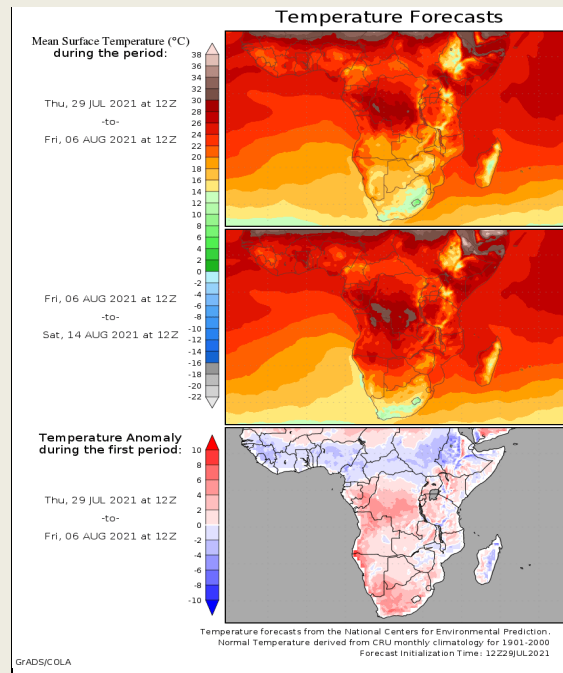 Temperature Forecasts
Mean Surface Temperature (°C)
during the period:
Thu, 29 JUL 2021 at 12Z
-to-
Fri, 06 AUG 2021 at 12Z
38
36
34
32
30
28
26
24
22
20
18
16
14
12
10
8
6
4
2
0
-2
-4
-6
-8
-10
-12
-14
-16
-18
-20
-22
Fri, 06 AUG 2021 at 12Z
-to-
Sat, 14 AUG 2021 at 12Z
Temperature Anomaly
during the first period:
Thu, 29 JUL 2021 at 12Z
-to-
Fri, 06 AUG 2021 at 12Z
10
8
6
4
2
0
-2
-4
-6
-8
-10
Temperature forecasts from the National Centers for Environmental Prediction.
Normal Temperature derived from CRU monthly climatology for 1901-2000
Forecast Initialization Time: 12Z29JUL2021
GrADS/COLA